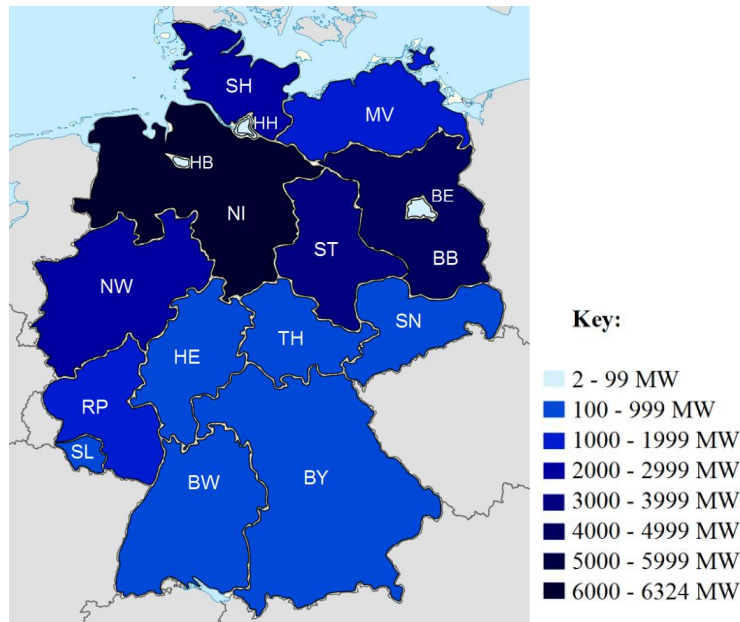 SH
HH
MV
HB
BE
NI
ST
BB
NW
SN
TH
HE
RP
SL
BW
BY
Key:
2 - 99 MW
100 - 999 MW
1000 - 1999 MW
2000 - 2999 MW
3000 - 3999 MW
4000 - 4999 MW
5000 - 5999 MW
6000 - 6324 MW